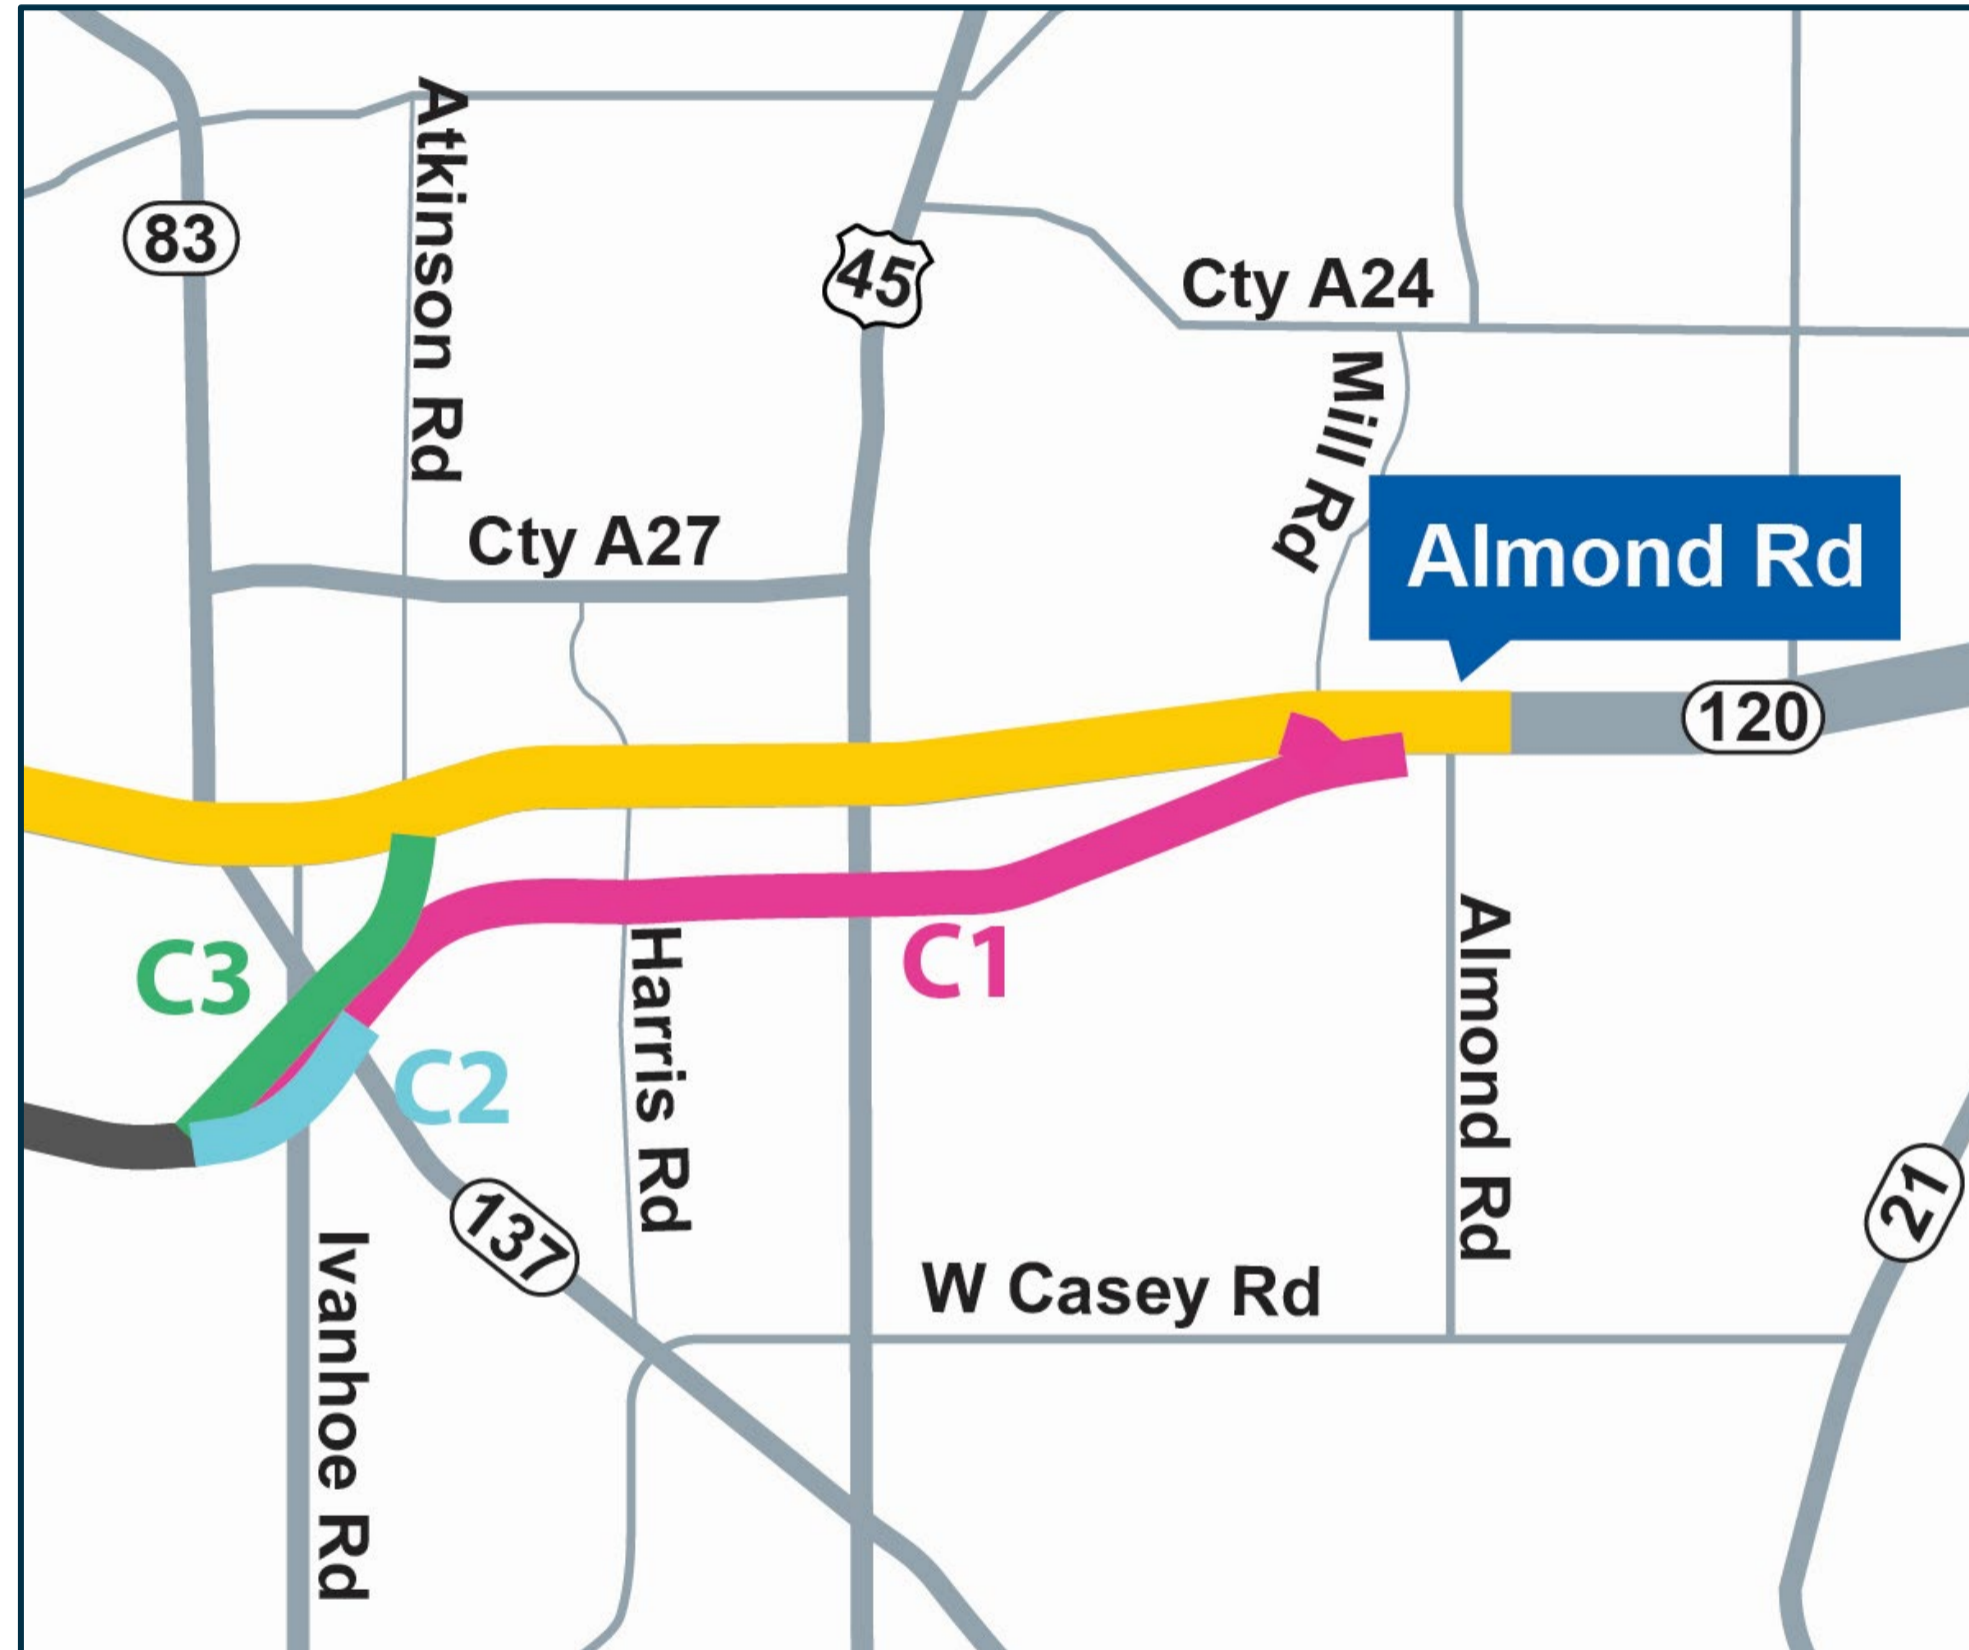 Atkinson Rd
83
45
Cty A24
Mill Rd
Cty A27
Almond Rd
120
C3
C1
C2
Harris Rd
Almond Rd
137
21
Ivanhoe Rd
W Casey Rd